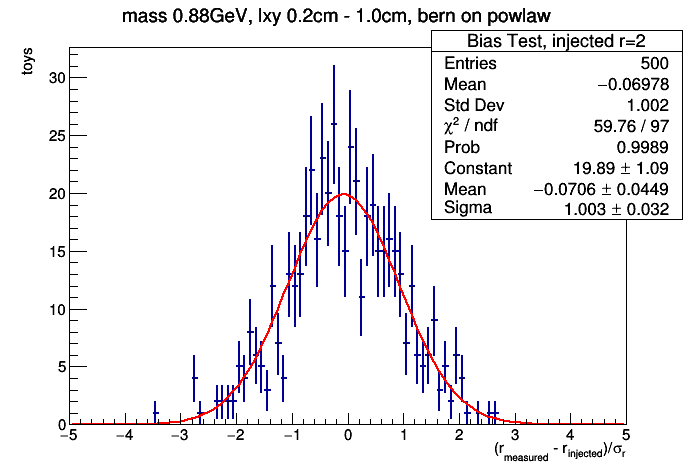 mass 0.88GeV, lxy 0.2cm - 1.0cm, bern on powlaw
Bias Test, injected r=2
Entries 500
Mean −0.06978
Std Dev 1.002
χ² / ndf 59.76 / 97
Prob 0.9989
Constant 19.89 ± 1.09
Mean −0.0706 ± 0.0449
Sigma 1.003 ± 0.032
toys
30
25
20
15
10
5
0
−5 −4 −3 −2 −1 0 1 2 3 4 5
(r_measured - r_injected)/σ_r